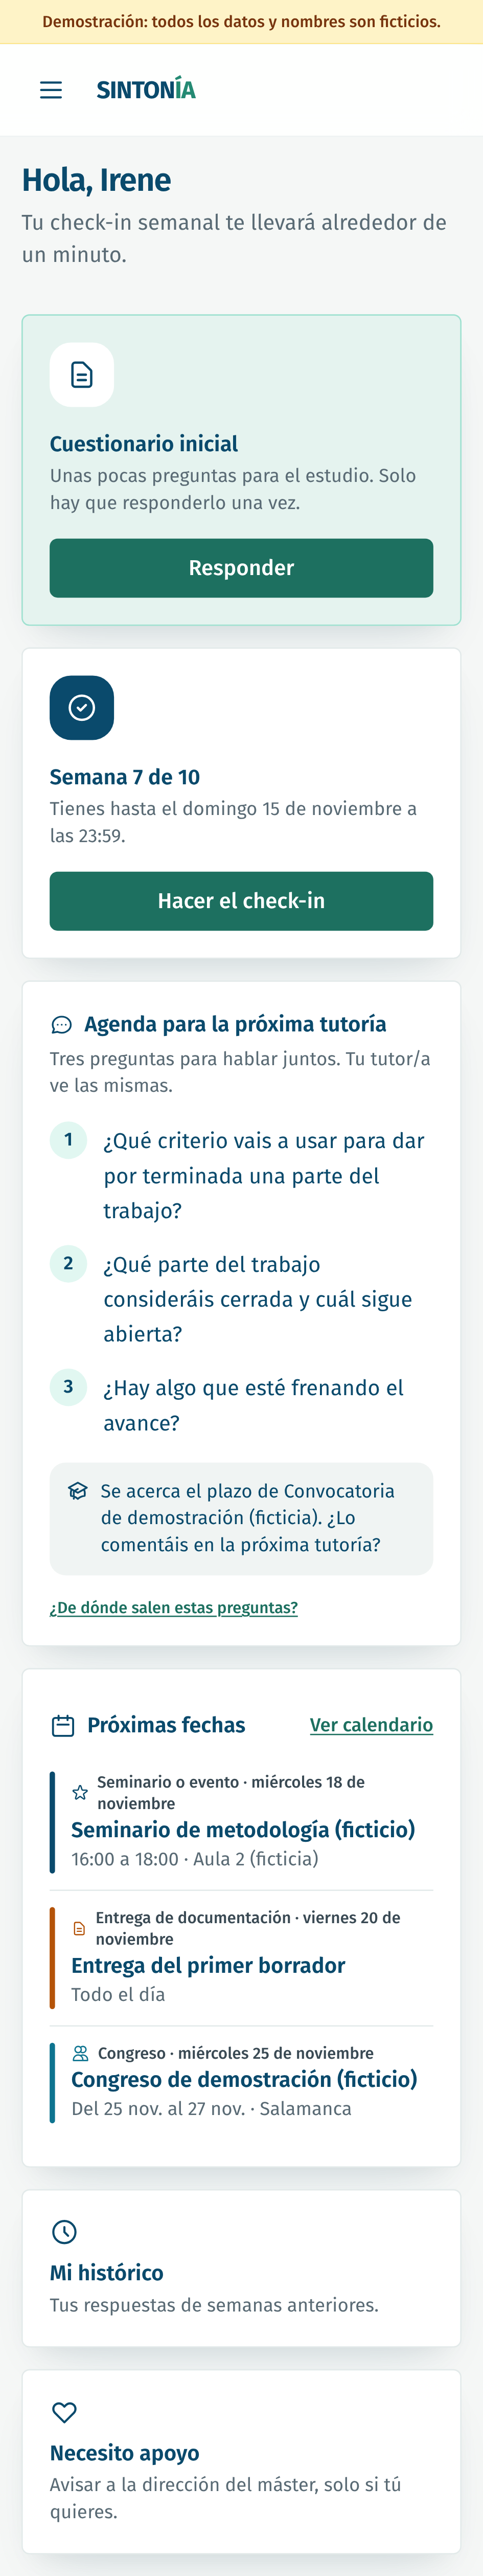 Demostración: todos los datos y nombres son ficticios.
SINTONÍA
Hola, Irene
Tu check-in semanal te llevará alrededor de
un minuto.
Cuestionario inicial
Unas pocas preguntas para el estudio. Solo
hay que responderlo una vez.
Responder
Semana 7 de 10
Tienes hasta el domingo 15 de noviembre a
las 23:59.
Hacer el check-in
Agenda para la próxima tutoría
Tres preguntas para hablar juntos. Tu tutor/a
ve las mismas.
1 ¿Qué criterio vais a usar para dar
por terminada una parte del
trabajo?
2 ¿Qué parte del trabajo
consideráis cerrada y cuál sigue
abierta?
3 ¿Hay algo que esté frenando el
avance?
Se acerca el plazo de Convocatoria
de demostración (ficticia). ¿Lo
comentáis en la próxima tutoría?
¿De dónde salen estas preguntas?
Próximas fechas Ver calendario
Seminario o evento · miércoles 18 de
noviembre
Seminario de metodología (ficticio)
16:00 a 18:00 · Aula 2 (ficticia)
Entrega de documentación · viernes 20 de
noviembre
Entrega del primer borrador
Todo el día
Congreso · miércoles 25 de noviembre
Congreso de demostración (ficticio)
Del 25 nov. al 27 nov. · Salamanca
Mi histórico
Tus respuestas de semanas anteriores.
Necesito apoyo
Avisar a la dirección del máster, solo si tú
quieres.